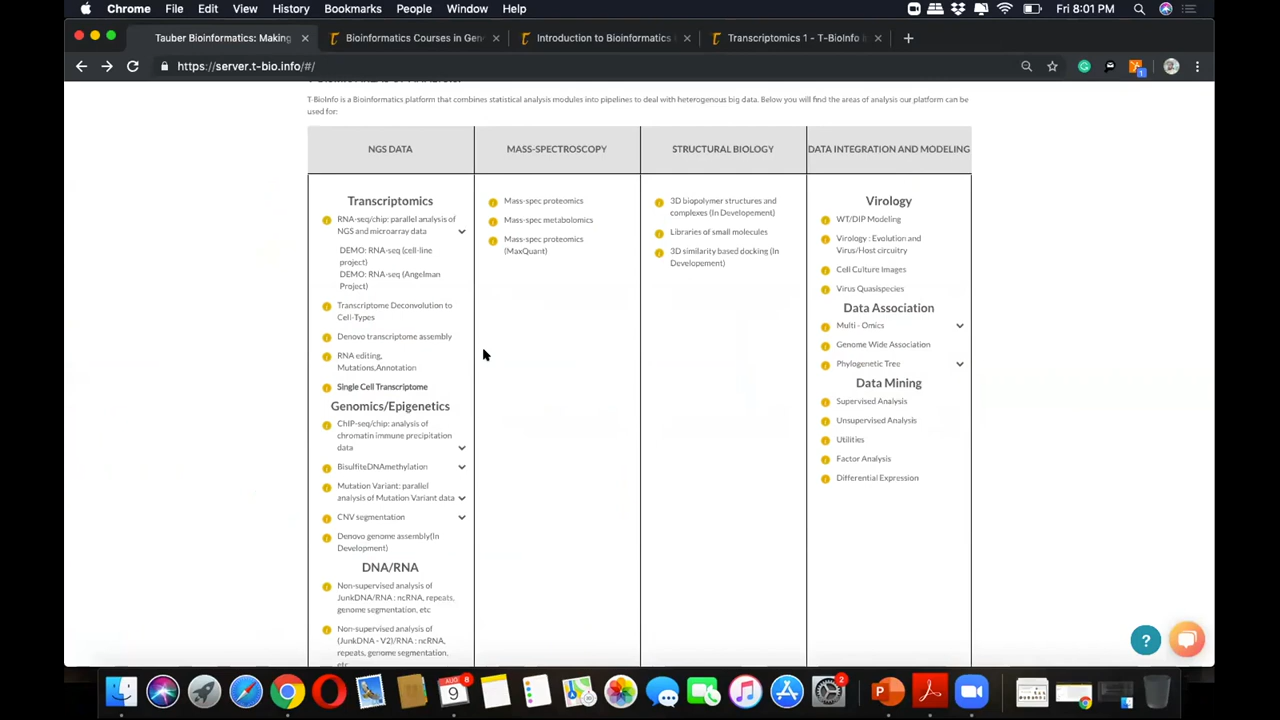 Chrome File Edit View History Bookmarks People Window Help Fri 8:01 PM
Tauber Bioinformatics: Making Bioinformatics Courses in Gen Introduction to Bioinformatics Transcriptomics 1 - T-BioInfo
https://server.t-bio.info/#/
T-BioInfo is a Bioinformatics platform that combines statistical analysis modules into pipelines to deal with heterogenous big data. Below you will find the areas of analysis our platform can be
used for:
NGS DATA
MASS-SPECTROSCOPY
STRUCTURAL BIOLOGY
DATA INTEGRATION AND MODELING
Transcriptomics
RNA-seq/chip: parallel analysis of
NGS and microarray data
DEMO: RNA-seq (cell-line
project)
DEMO: RNA-seq (Angelman
Project)
Transcriptome Deconvolution to
Cell-Types
Denovo transcriptome assembly
RNA editing,
Mutations,Annotation
Single Cell Transcriptome
Genomics/Epigenetics
ChIP-seq/chip: analysis of
chromatin immune precipitation
data
BisulfiteDNAmethylation
Mutation Variant: parallel
analysis of Mutation Variant data
CNV segmentation
Denovo genome assembly(In
Development)
DNA/RNA
Non-supervised analysis of
JunkDNA/RNA : ncRNA, repeats,
genome segmentation, etc
Non-supervised analysis of
(JunkDNA - V2)/RNA : ncRNA,
repeats, genome segmentation,
etc
Mass-spec proteomics
Mass-spec metabolomics
Mass-spec proteomics
(MaxQuant)
3D biopolymer structures and
complexes (In Developement)
Libraries of small molecules
3D similarity based docking (In
Developement)
Virology
WT/DIP Modeling
Virology : Evolution and
Virus/Host circuitry
Cell Culture Images
Virus Quasispecies
Data Association
Multi - Omics
Genome Wide Association
Phylogenetic Tree
Data Mining
Supervised Analysis
Unsupervised Analysis
Utilities
Factor Analysis
Differential Expression
?
AUG
9
8
2
1